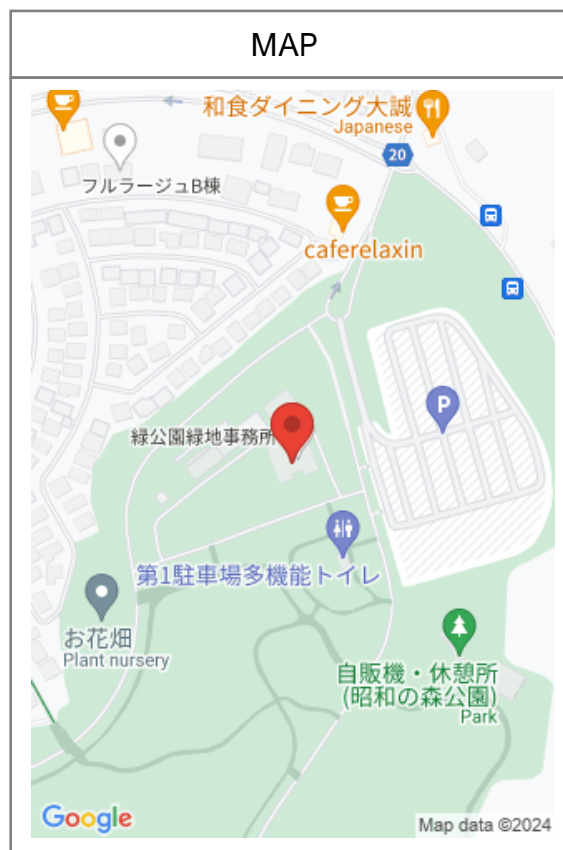 MAP
和食ダイニング大誠
Japanese
20
フルラージュB棟
caferelaxin
P
緑公園緑地事務所
第1駐車場多機能トイレ
お花畑
Plant nursery
自販機・休憩所
(昭和の森公園)
Park
Google
Map data ©2024